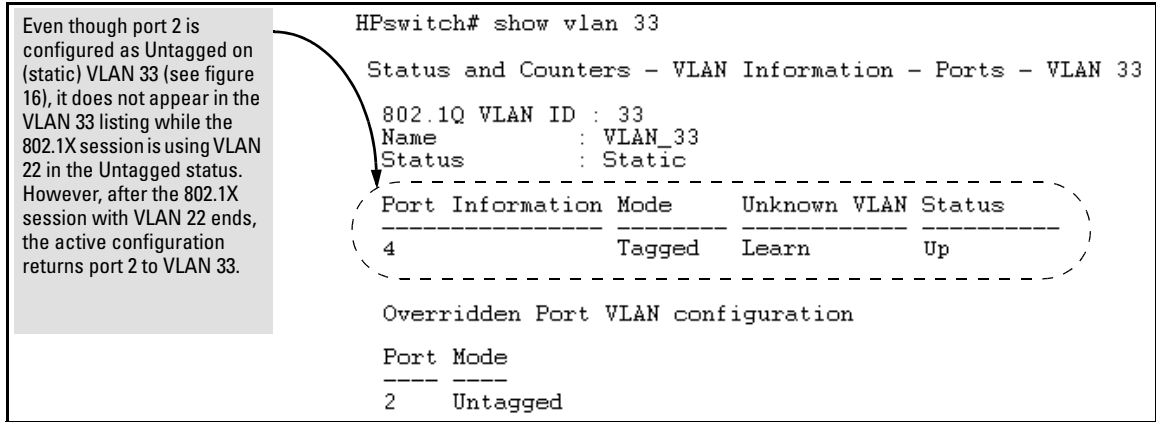 Even though port 2 is
configured as Untagged on
(static) VLAN 33 (see figure
16), it does not appear in the
VLAN 33 listing while the
802.1X session is using VLAN
22 in the Untagged status.
However, after the 802.1X
session with VLAN 22 ends,
the active configuration
returns port 2 to VLAN 33.
HPswitch# show vlan 33
Status and Counters - VLAN Information - Ports - VLAN 33
802.1Q VLAN ID : 33
Name : VLAN_33
Status : Static
Port Information Mode Unknown VLAN Status
---------------- -------- ------------ ----------
4 Tagged Learn Up
Overridden Port VLAN configuration
Port Mode
---- ----
2 Untagged